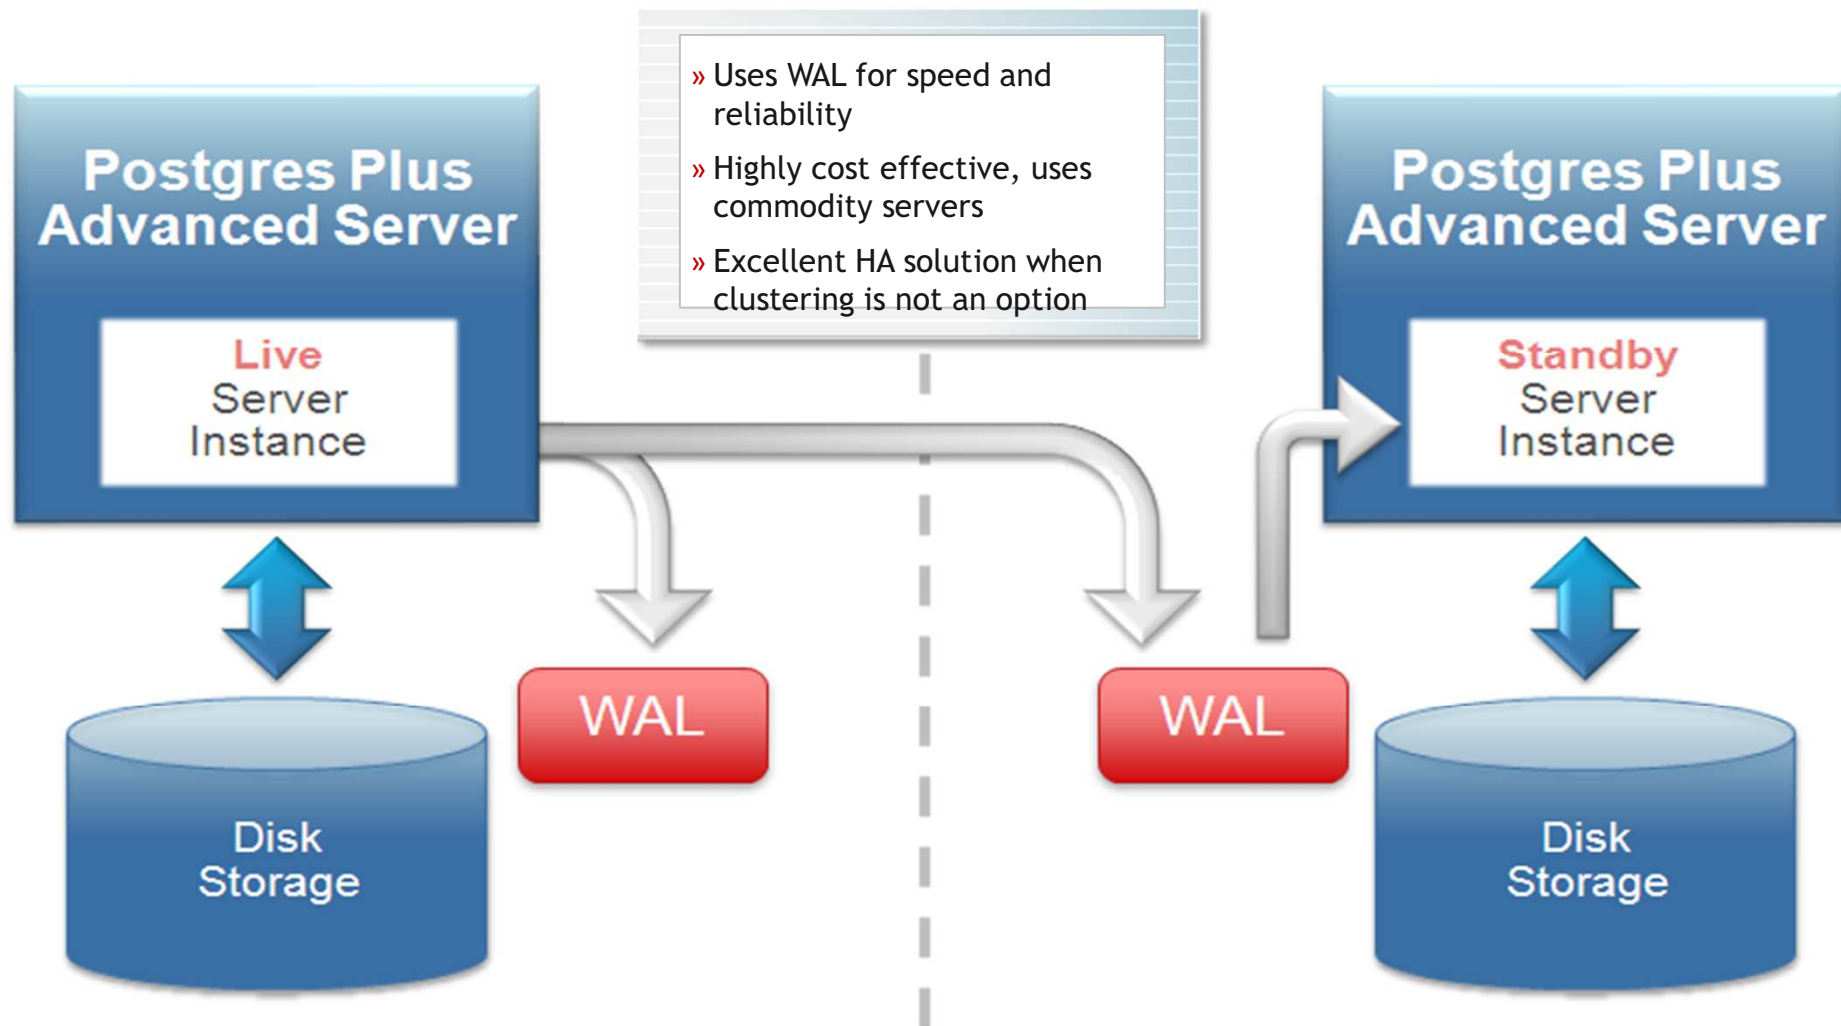 » Uses WAL for speed and
reliability
» Highly cost effective, uses
commodity servers
» Excellent HA solution when
clustering is not an option
Postgres Plus
Advanced Server
Live
Server
Instance
Postgres Plus
Advanced Server
Standby
Server
Instance
WAL
WAL
Disk
Storage
Disk
Storage